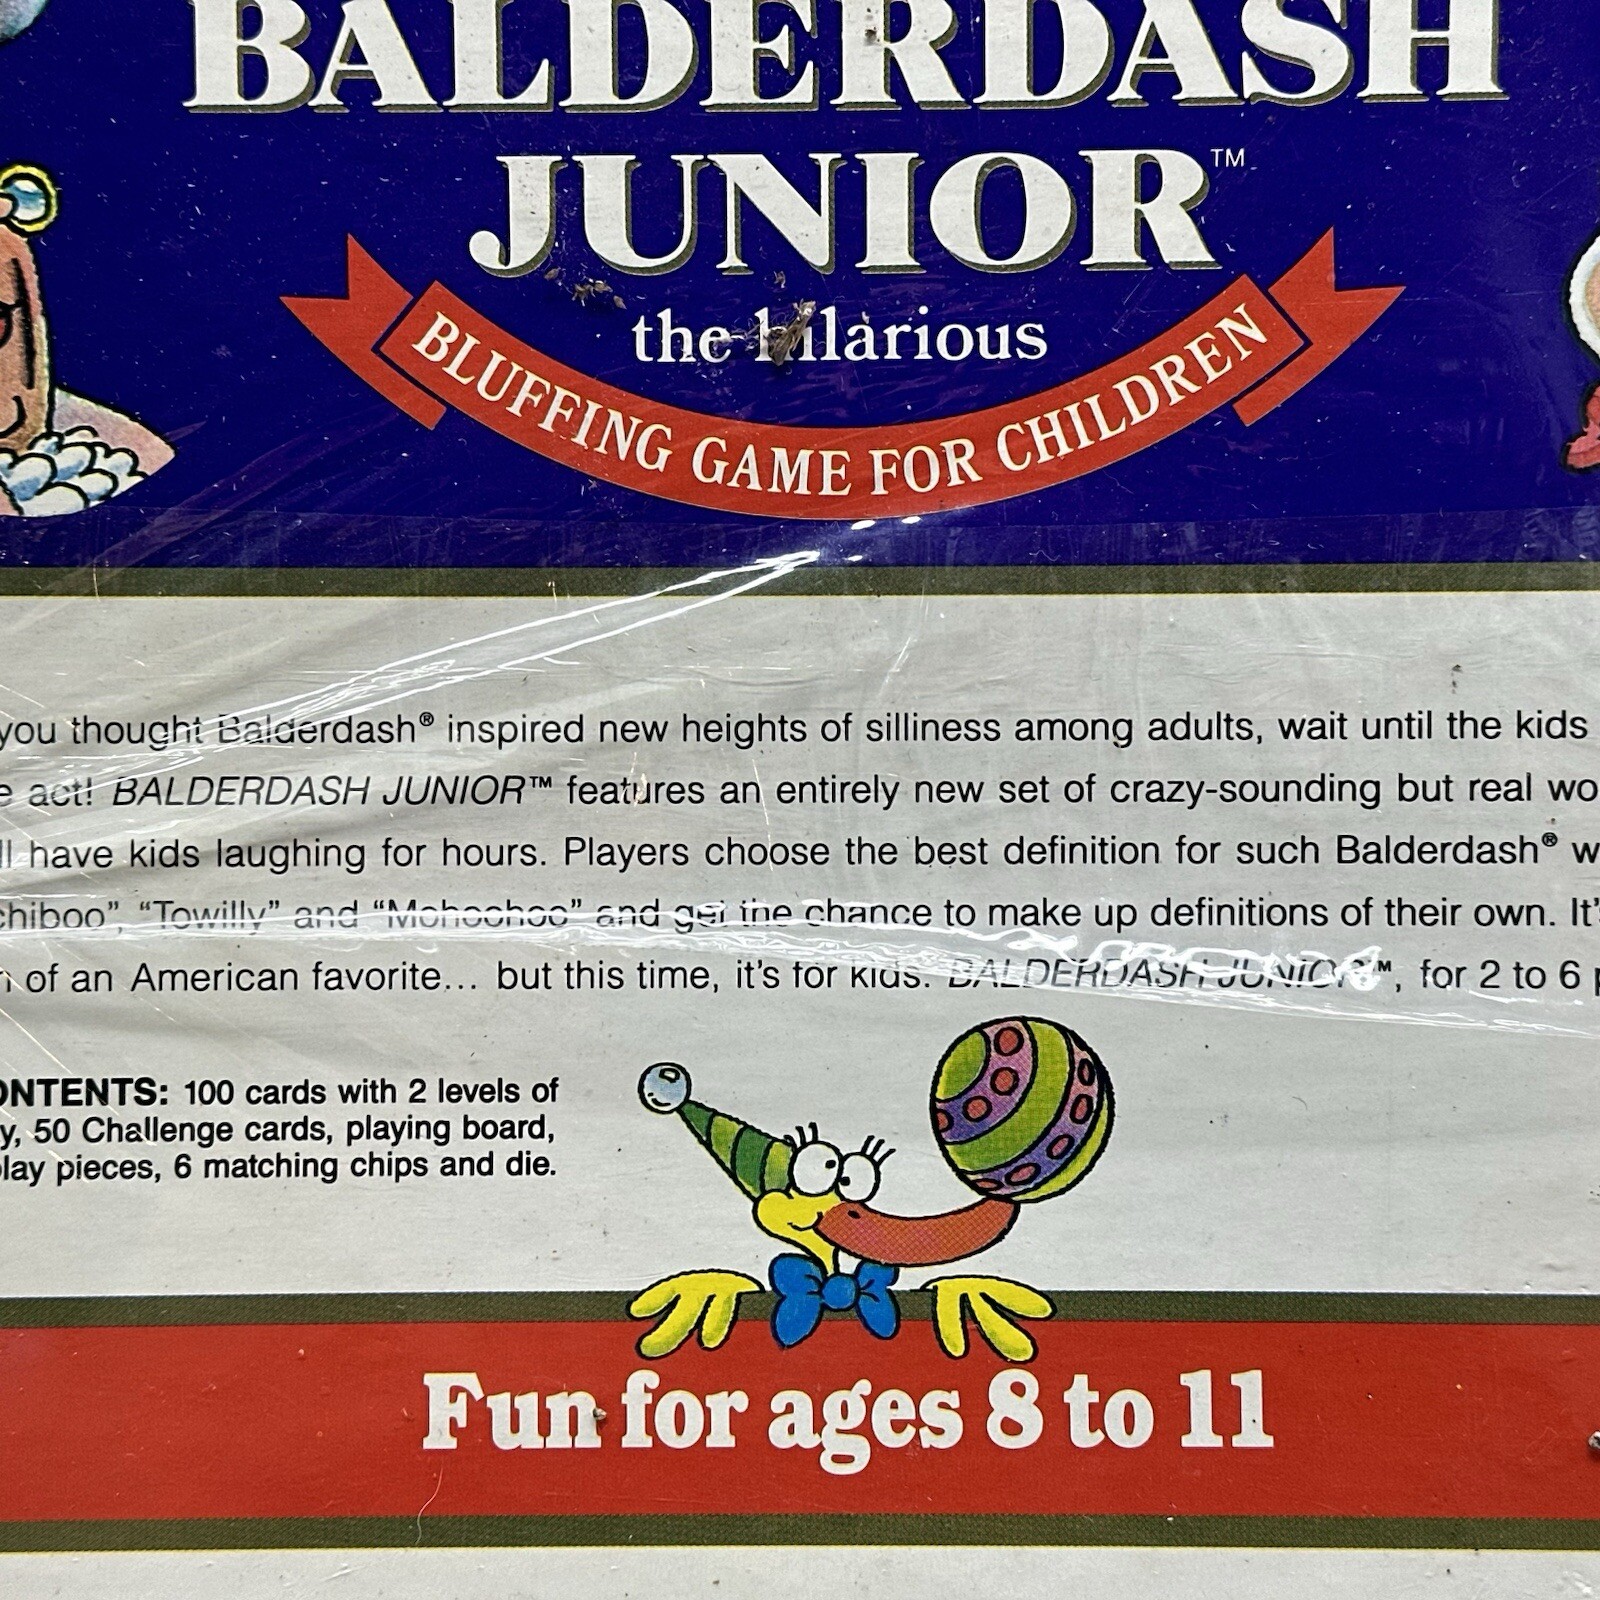 BALDERDASH
JUNIOR™
the hilarious
BLUFFING GAME FOR CHILDREN
you thought Balderdash® inspired new heights of silliness among adults, wait until the kids
act! BALDERDASH JUNIOR™ features an entirely new set of crazy-sounding but real
have kids laughing for hours. Players choose the best definition for such Balderdash®
chiboo”, “Towilly” and “Mohoohoo” and get the chance to make up definitions of their own. It's
of an American favorite... but this time, it's for kids. BALDERDASH JUNIOR™, for 2 to 6
ONTENTS: 100 cards with 2 levels of
y, 50 Challenge cards, playing board,
lay pieces, 6 matching chips and die.
Fun for ages 8 to 11